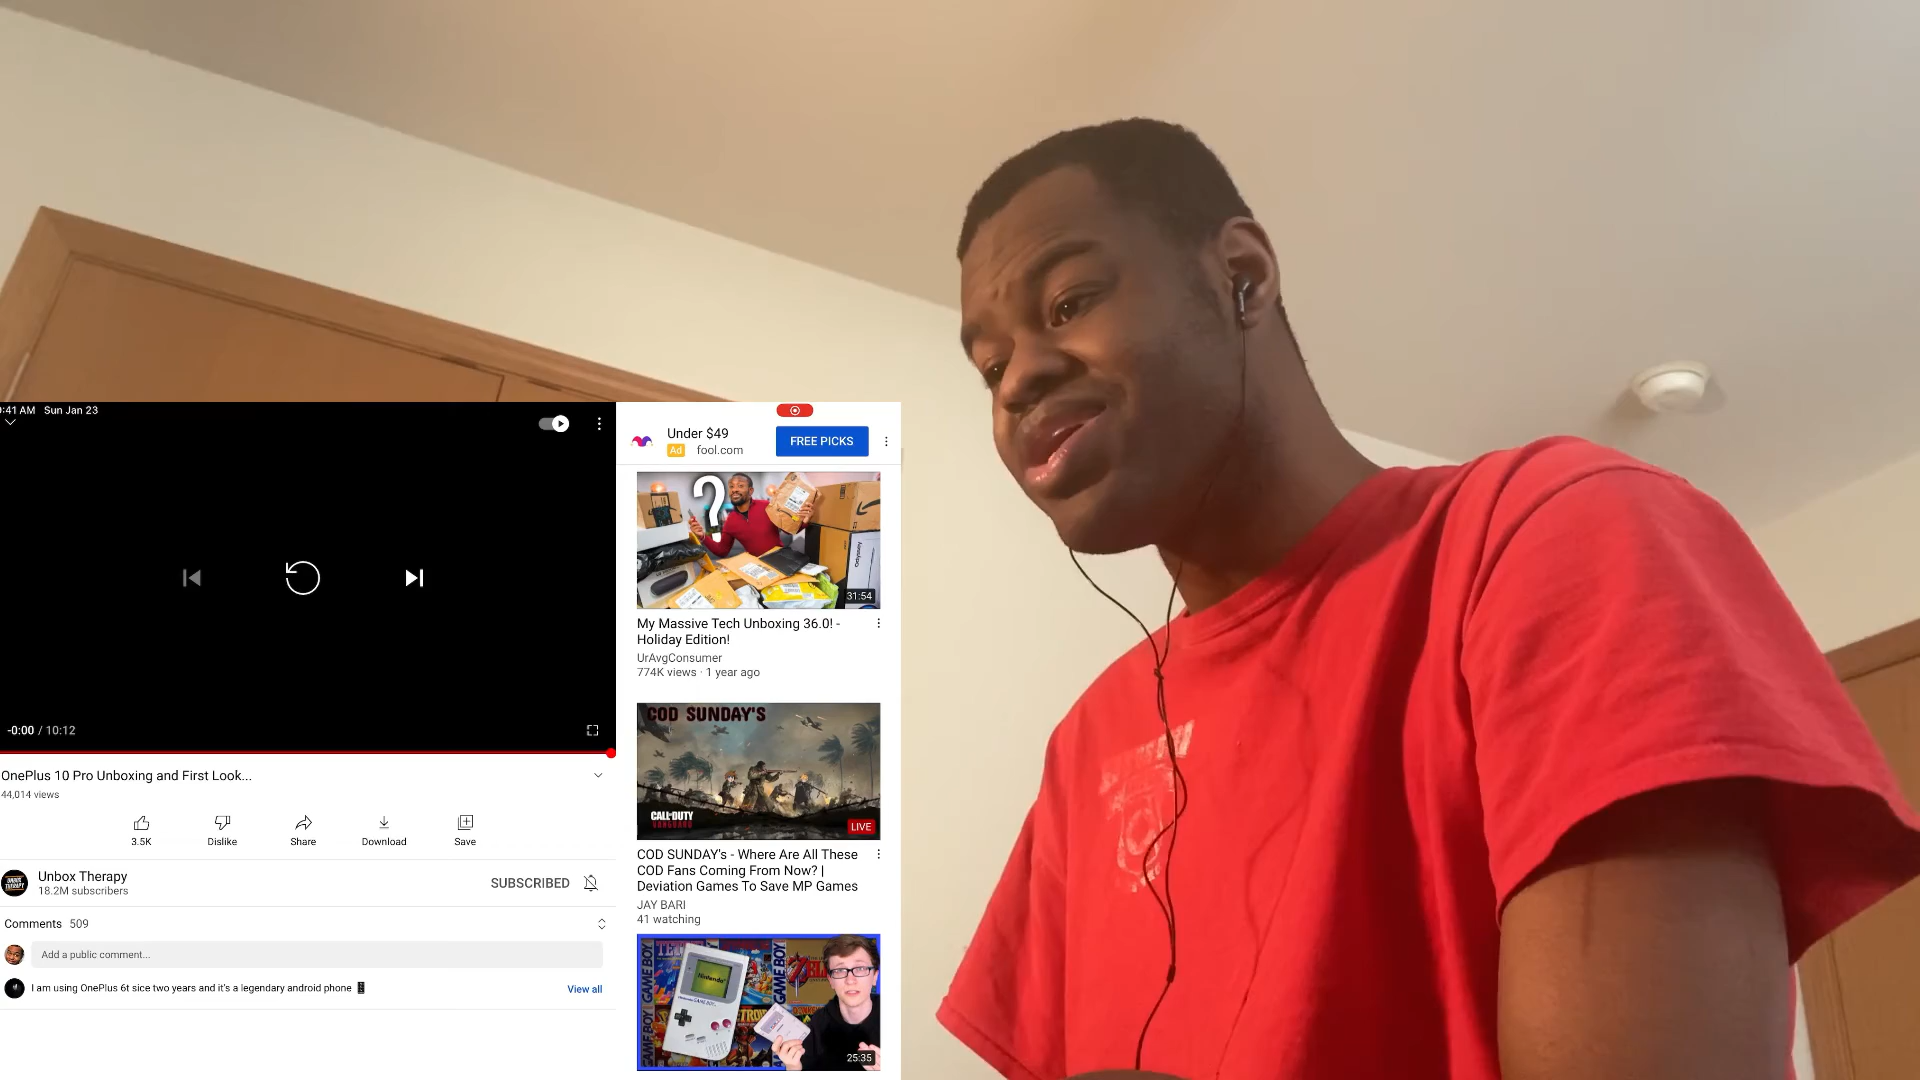 :41 AM Sun Jan 23
-0:00 / 10:12
OnePlus 10 Pro Unboxing and First Look...
44,014 views
3.5K
Dislike
Share
Download
Save
Unbox Therapy
18.2M subscribers
SUBSCRIBED
Comments 509
Add a public comment...
I am using OnePlus 6t sice two years and it's a legendary android phone
View all
Under $49
Ad fool.com
FREE PICKS
?
31:54
My Massive Tech Unboxing 36.0! -
Holiday Edition!
UrAvgConsumer
774K views · 1 year ago
COD SUNDAY'S
CALL OF DUTY
VANGUARD
LIVE
COD SUNDAY's - Where Are All These
COD Fans Coming From Now? |
Deviation Games To Save MP Games
JAY BARI
41 watching
GAME BOY
Nintendo
GAME BOY
25:35